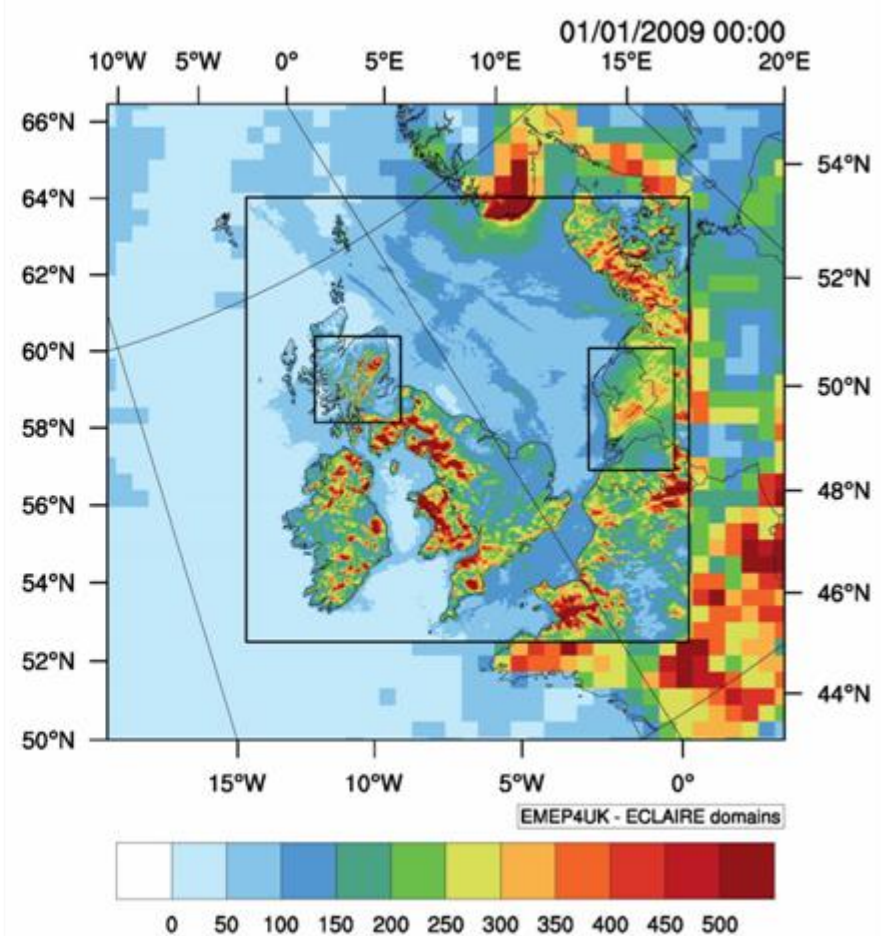 01/01/2009 00:00
10°W 5°W 0° 5°E 10°E 15°E 20°E
66°N
54°N
64°N
52°N
62°N
60°N
50°N
58°N
48°N
56°N
54°N
46°N
52°N
44°N
50°N
15°W 10°W 5°W 0°
EMEP4UK - ECLAIRE domains
0 50 100 150 200 250 300 350 400 450 500